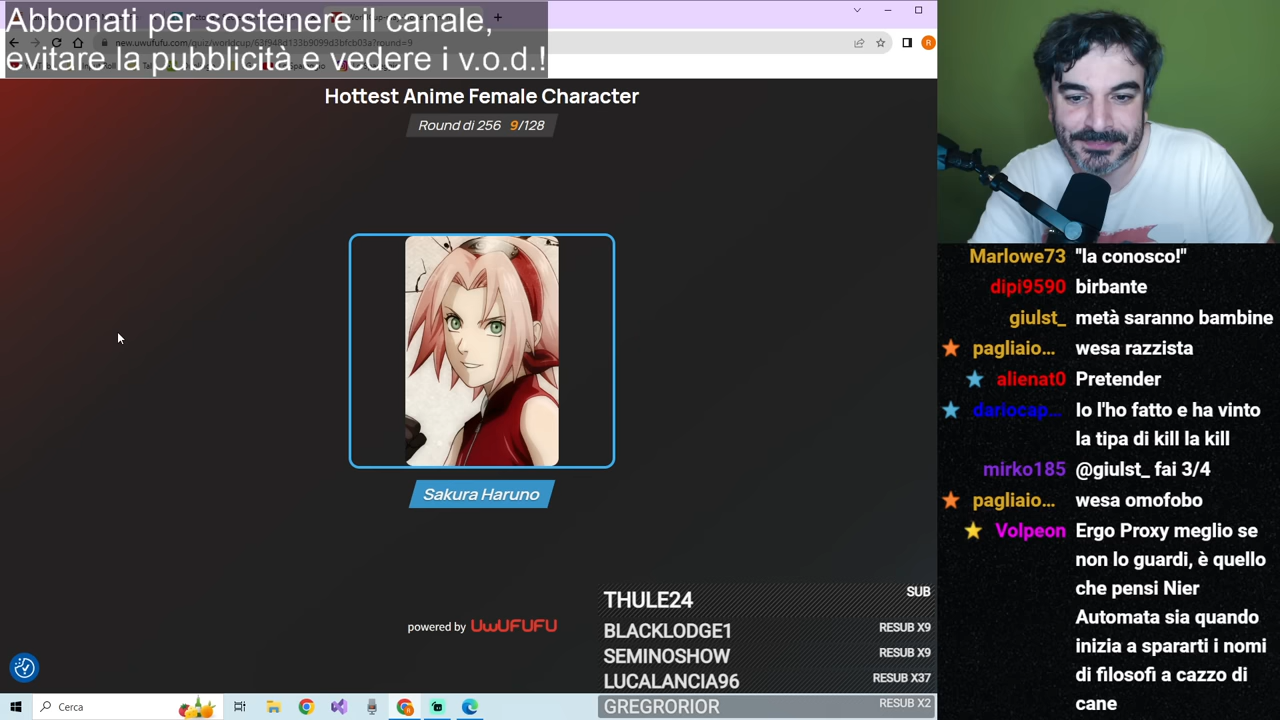 Abbonati per sostenere il canale,
evitare la pubblicità e vedere i v.o.d.!
Hottest Anime Female Character
Round di 256 9/128
Sakura Haruno
powered by UwUFUFU
Cerca
THULE24 SUB
BLACKLODGE1 RESUB X9
SEMINOSHOW RESUB X9
LUCALANCIA96 RESUB X37
GREGRORIOR RESUB X2
Marlowe73 "la conosco!"
dipi9590 birbante
giulst_ metà saranno bambine
pagliaio... wesa razzista
alienat0 Pretender
dariocap... Io l'ho fatto e ha vinto
la tipa di kill la kill
mirko185 @giulst_ fai 3/4
pagliaio... wesa omofobo
Volpeon Ergo Proxy meglio se
non lo guardi, è quello
che pensi Nier
Automata sia quando
inizia a spararti i nomi
di filosofi a cazzo di
cane